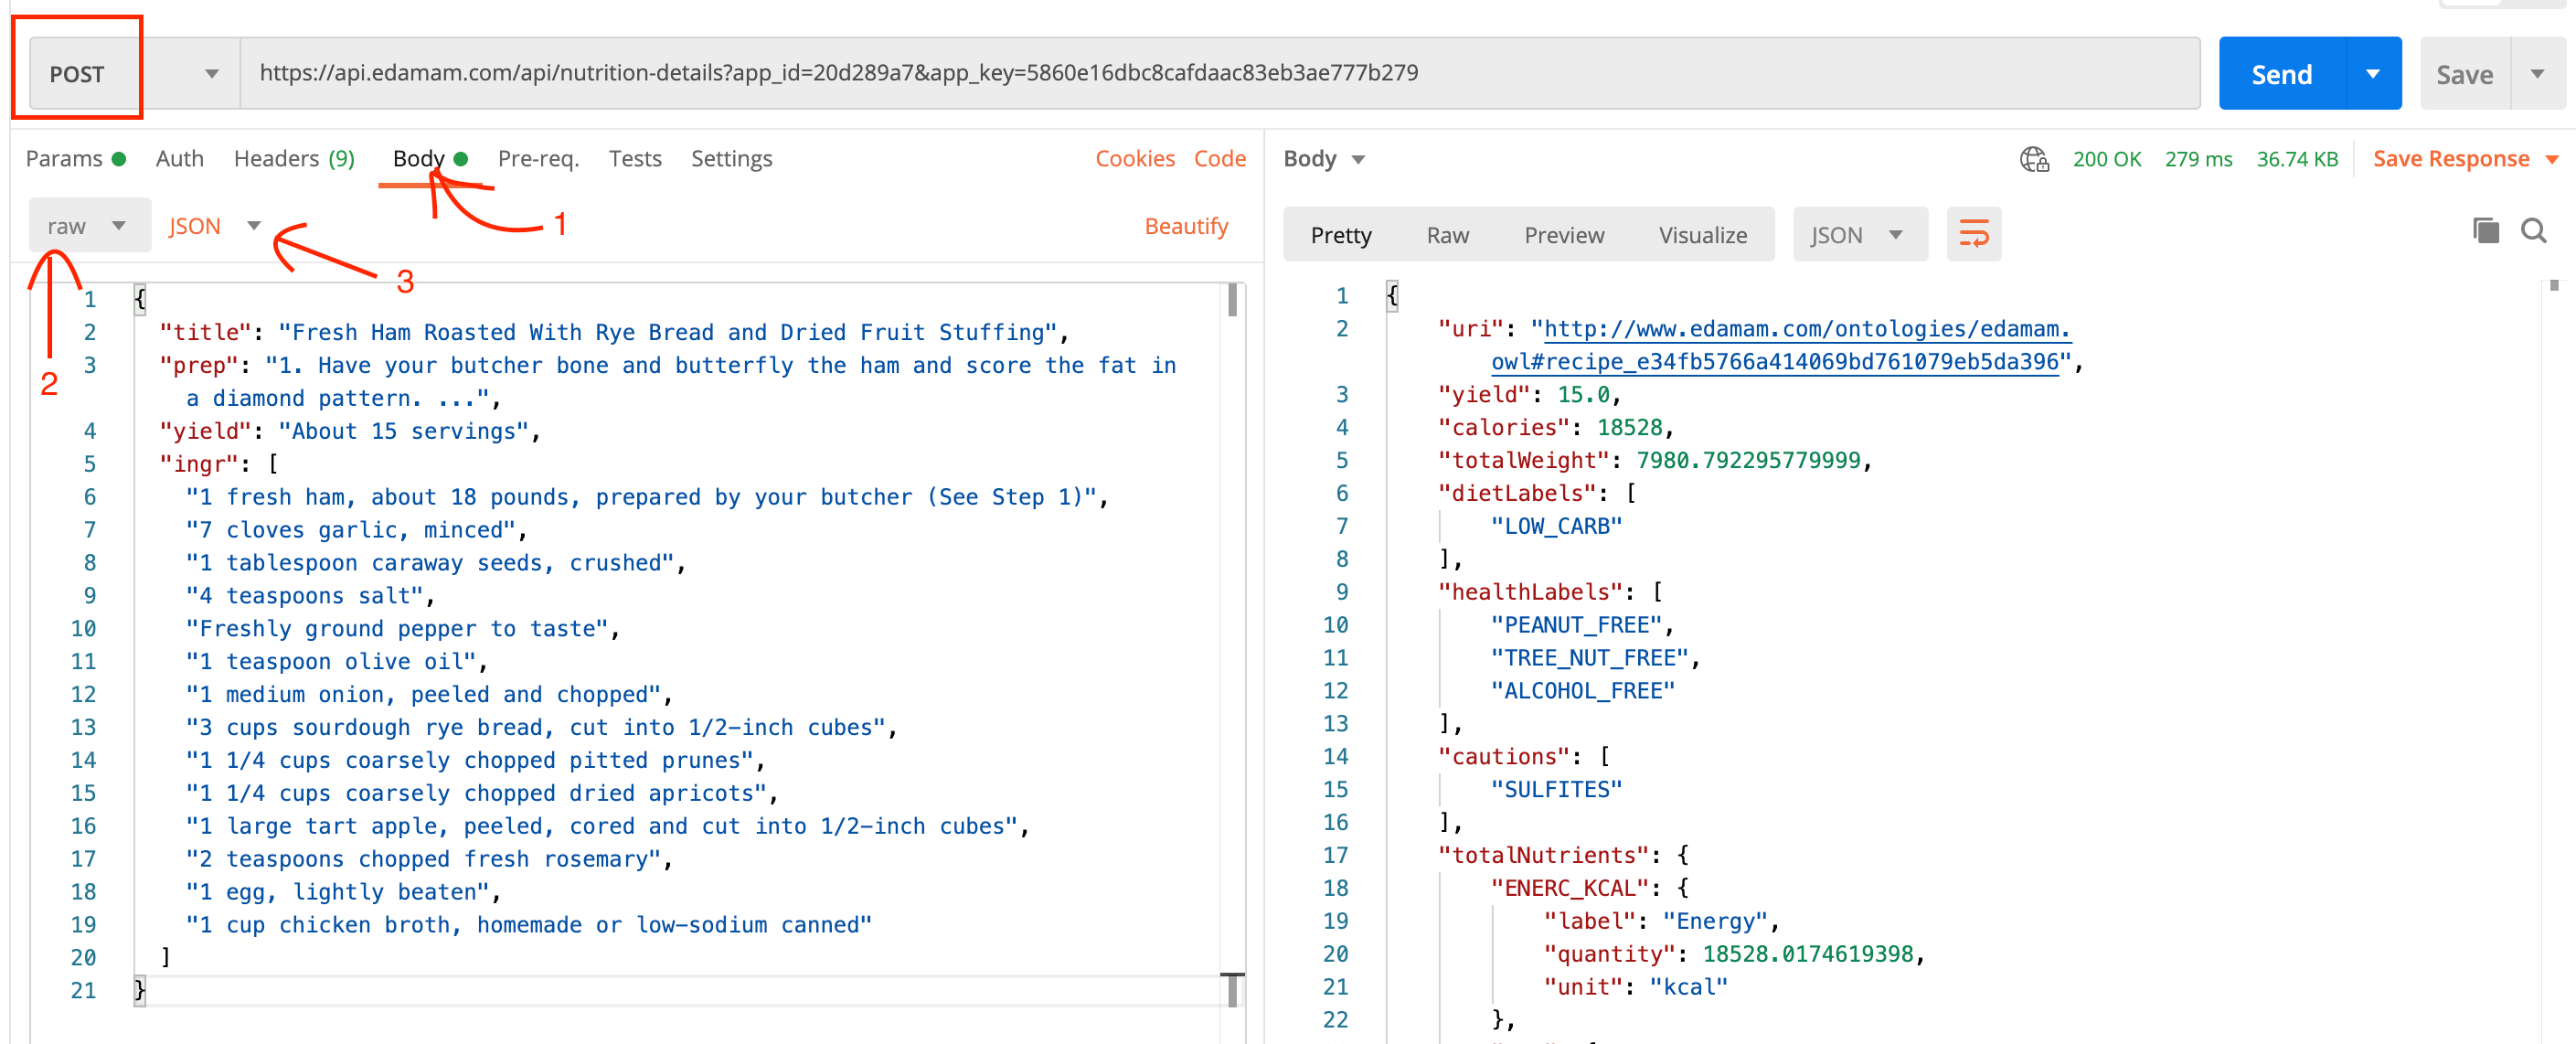 POST
https://api.edamam.com/api/nutrition-details?app_id=20d289a7&app_key=5860e16dbc8cafdaac83eb3ae777b279
Send
Save
Params Auth Headers (9) Body Pre-req. Tests Settings Cookies Code
raw JSON Beautify
1
2
3
1 {
2 "title": "Fresh Ham Roasted With Rye Bread and Dried Fruit Stuffing",
3 "prep": "1. Have your butcher bone and butterfly the ham and score the fat in
a diamond pattern. ...",
4 "yield": "About 15 servings",
5 "ingr": [
6 "1 fresh ham, about 18 pounds, prepared by your butcher (See Step 1)",
7 "7 cloves garlic, minced",
8 "1 tablespoon caraway seeds, crushed",
9 "4 teaspoons salt",
10 "Freshly ground pepper to taste",
11 "1 teaspoon olive oil",
12 "1 medium onion, peeled and chopped",
13 "3 cups sourdough rye bread, cut into 1/2-inch cubes",
14 "1 1/4 cups coarsely chopped pitted prunes",
15 "1 1/4 cups coarsely chopped dried apricots",
16 "1 large tart apple, peeled, cored and cut into 1/2-inch cubes",
17 "2 teaspoons chopped fresh rosemary",
18 "1 egg, lightly beaten",
19 "1 cup chicken broth, homemade or low-sodium canned"
20 ]
21 }
Body 200 OK 279 ms 36.74 KB Save Response
Pretty Raw Preview Visualize JSON
1 {
2 "uri": "http://www.edamam.com/ontologies/edamam.
owl#recipe_e34fb5766a414069bd761079eb5da396",
3 "yield": 15.0,
4 "calories": 18528,
5 "totalWeight": 7980.792295779999,
6 "dietLabels": [
7 "LOW_CARB"
8 ],
9 "healthLabels": [
10 "PEANUT_FREE",
11 "TREE_NUT_FREE",
12 "ALCOHOL_FREE"
13 ],
14 "cautions": [
15 "SULFITES"
16 ],
17 "totalNutrients": {
18 "ENERC_KCAL": {
19 "label": "Energy",
20 "quantity": 18528.0174619398,
21 "unit": "kcal"
22 },